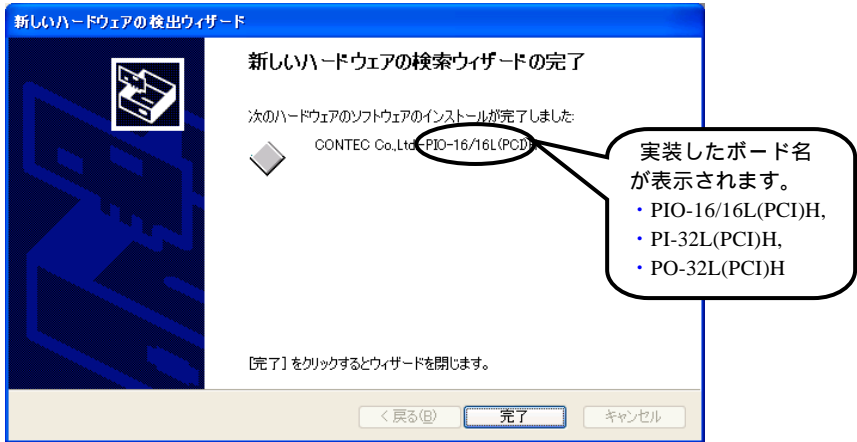 新しいハードウェアの検出ウィザード
新しいハードウェアの検索ウィザードの完了
次のハードウェアのソフトウェアのインストールが完了しました:
CONTEC Co.,Ltd.-PIO-16/16L(PCI)H
実装したボード名
が表示されます。
・PIO-16/16L(PCI)H,
・PI-32L(PCI)H,
・PO-32L(PCI)H
[完了] をクリックするとウィザードを閉じます。
< 戻る(B)
完了
キャンセル